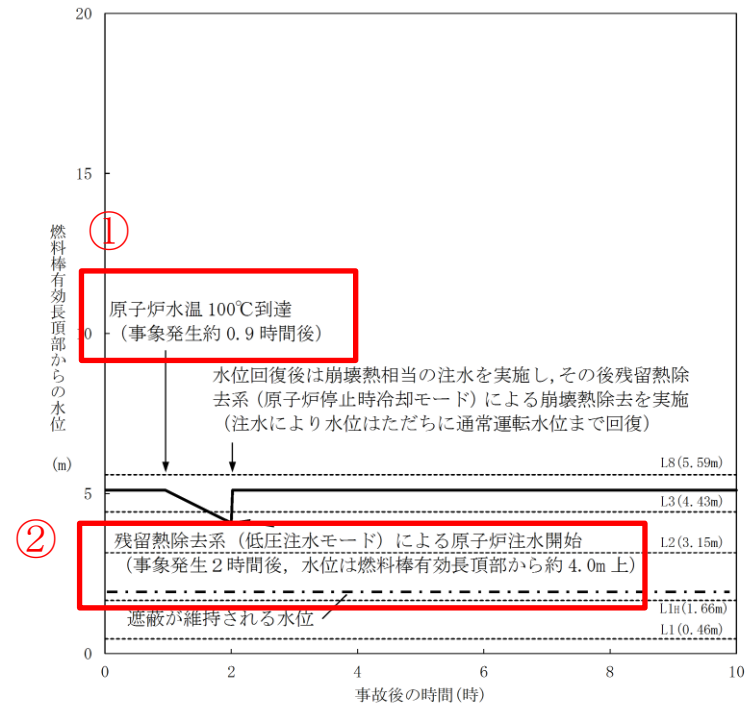 20
15
10
5
0
燃料棒有効長頂部からの水位
(m)
①
原子炉水温 100℃到達
（事象発生約 0.9 時間後）
水位回復後は崩壊熱相当の注水を実施し,その後残留熱除
去系（原子炉停止時冷却モード）による崩壊熱除去を実施
（注水により水位はただちに通常運転水位まで回復）
L8(5.59m)
L3(4.43m)
②
残留熱除去系（低圧注水モード）による原子炉注水開始
（事象発生２時間後，水位は燃料棒有効長頂部から約 4.0m 上）
L2(3.15m)
L1H(1.66m)
遮蔽が維持される水位
L1(0.46m)
0 2 4 6 8 10
事故後の時間(時)